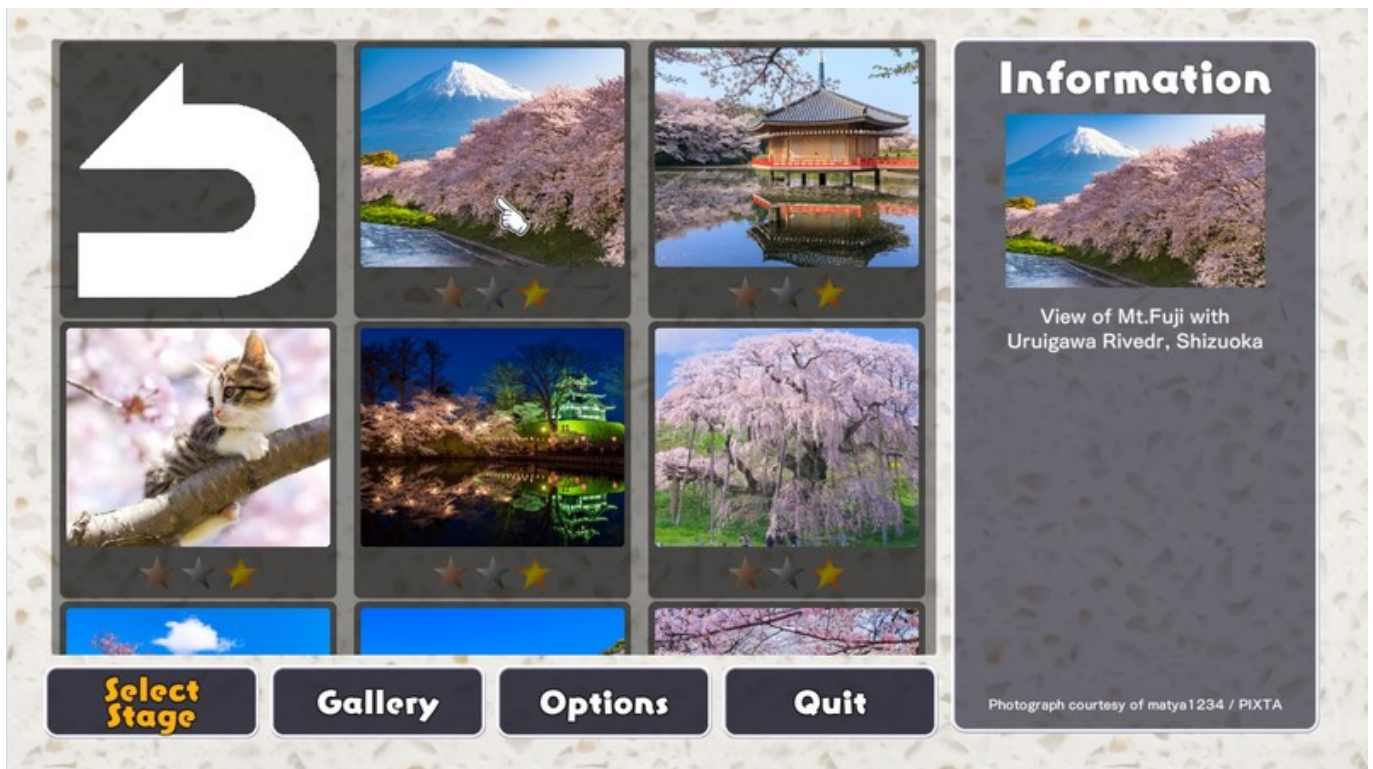 Information
View of Mt.Fuji with
Uruigawa Rivedr, Shizuoka
Photograph courtesy of matya1234 / PIXTA
Select
Stage
Gallery
Options
Quit